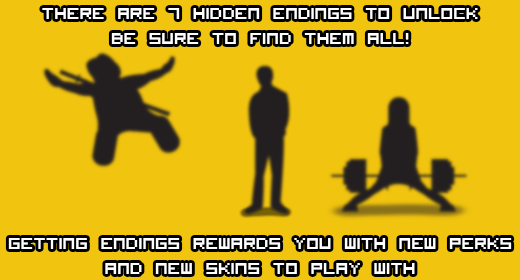 THERE ARE 7 HIDDEN ENDINGS TO UNLOCK
BE SURE TO FIND THEM ALL!
GETTING ENDINGS REWARDS YOU WITH NEW PERKS
AND NEW SKINS TO PLAY WITH